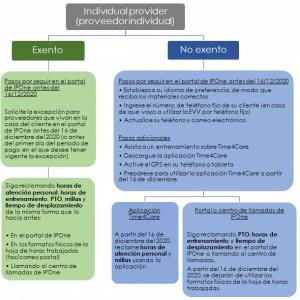 Individual provider
(proveedor individual)
Exento
No exento
Pasos por seguir en el portal
de IPOne antes del
16/12/2020
Solicite la excepción para
proveedores que vivan en la
casa del cliente en el portal
de IPOne antes del 16 de
diciembre del 2020 (o antes
del primer día del período de
pago en el que desee tener
vigente la excepción)
Siga reclamando horas de
atención personal, horas de
entrenamiento, PTO, millas y
tiempo de desplazamiento
de la misma forma que lo
hacía antes:
• En el portal de IPOne
• En los formatos físicos de la
hoja de horas trabajadas
(fax/correo postal)
• Llamando al centro de
llamadas de IPOne
Pasos por seguir en el portal de IPOne antes del 16/12/2020
• Establezca su idioma de preferencia, de modo que
reciba los materiales correctos
• Ingrese el número de teléfono fijo de su cliente (en caso
de que vaya a utilizar la EVV por teléfono fijo)
• Actualice su teléfono y correo electrónico
Pasos adicionales
• Asista a un entrenamiento sobre Time4Care
• Descargue la aplicación Time4Care
• Active el GPS en su teléfono o tableta
• Prepárese para utilizar la aplicación Time4Care a partir
del 16 de diciembre
Aplicación
Time4Care
A partir del 16 de
diciembre del 2020,
reclame horas de
atención personal y
millas usando la
aplicación
Portal o centro de llamadas de
IPOne
Siga reclamando PTO, horas de
entrenamiento y tiempo de
desplazamiento en el portal de
IPOne o llamando al centro de
llamadas.
A partir del 16 de diciembre del
2020, se dejarán de utilizar los
formatos físicos de la hoja de
horas trabajadas.